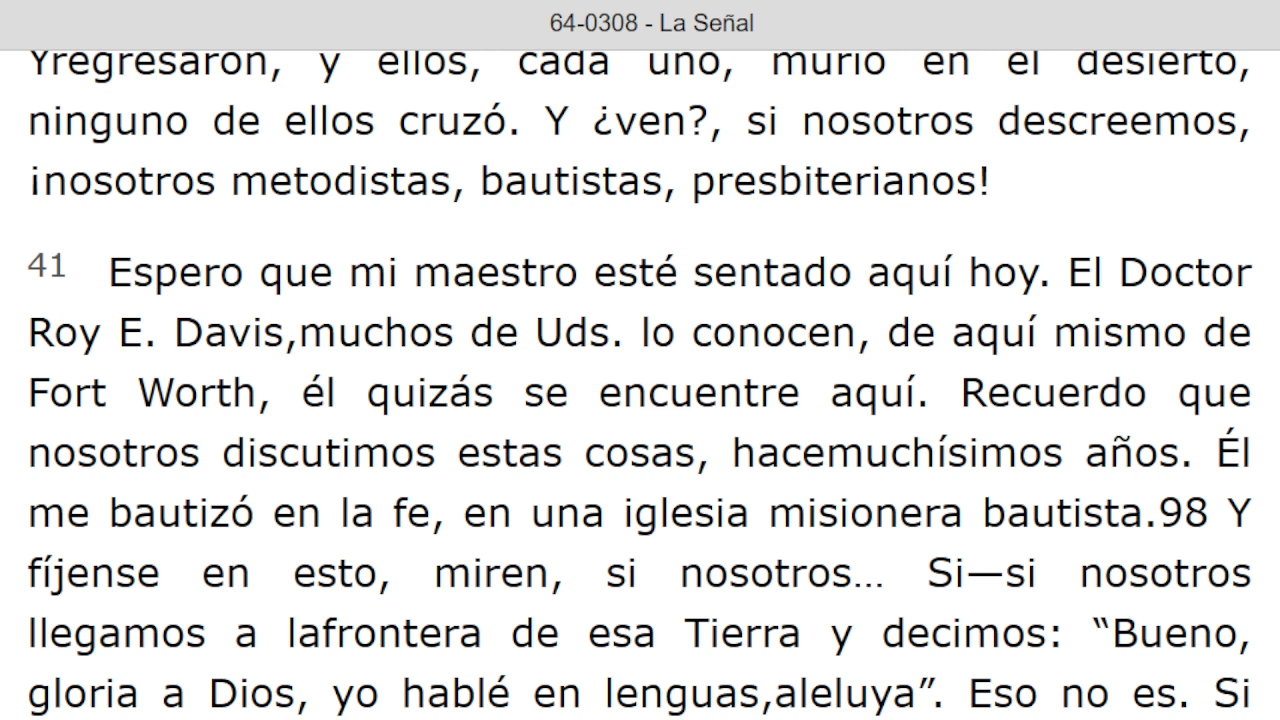 64-0308 - La Señal
Yregresaron, y ellos, cada uno, murió en el desierto,
ninguno de ellos cruzó. Y ¿ven?, si nosotros descreemos,
¡nosotros metodistas, bautistas, presbiterianos!
41 Espero que mi maestro esté sentado aquí hoy. El Doctor
Roy E. Davis,muchos de Uds. lo conocen, de aquí mismo de
Fort Worth, él quizás se encuentre aquí. Recuerdo que
nosotros discutimos estas cosas, hacemuchísimos años. Él
me bautizó en la fe, en una iglesia misionera bautista.98 Y
fíjense en esto, miren, si nosotros... Si—si nosotros
llegamos a lafrontera de esa Tierra y decimos: “Bueno,
gloria a Dios, yo hablé en lenguas,aleluya”. Eso no es. Si